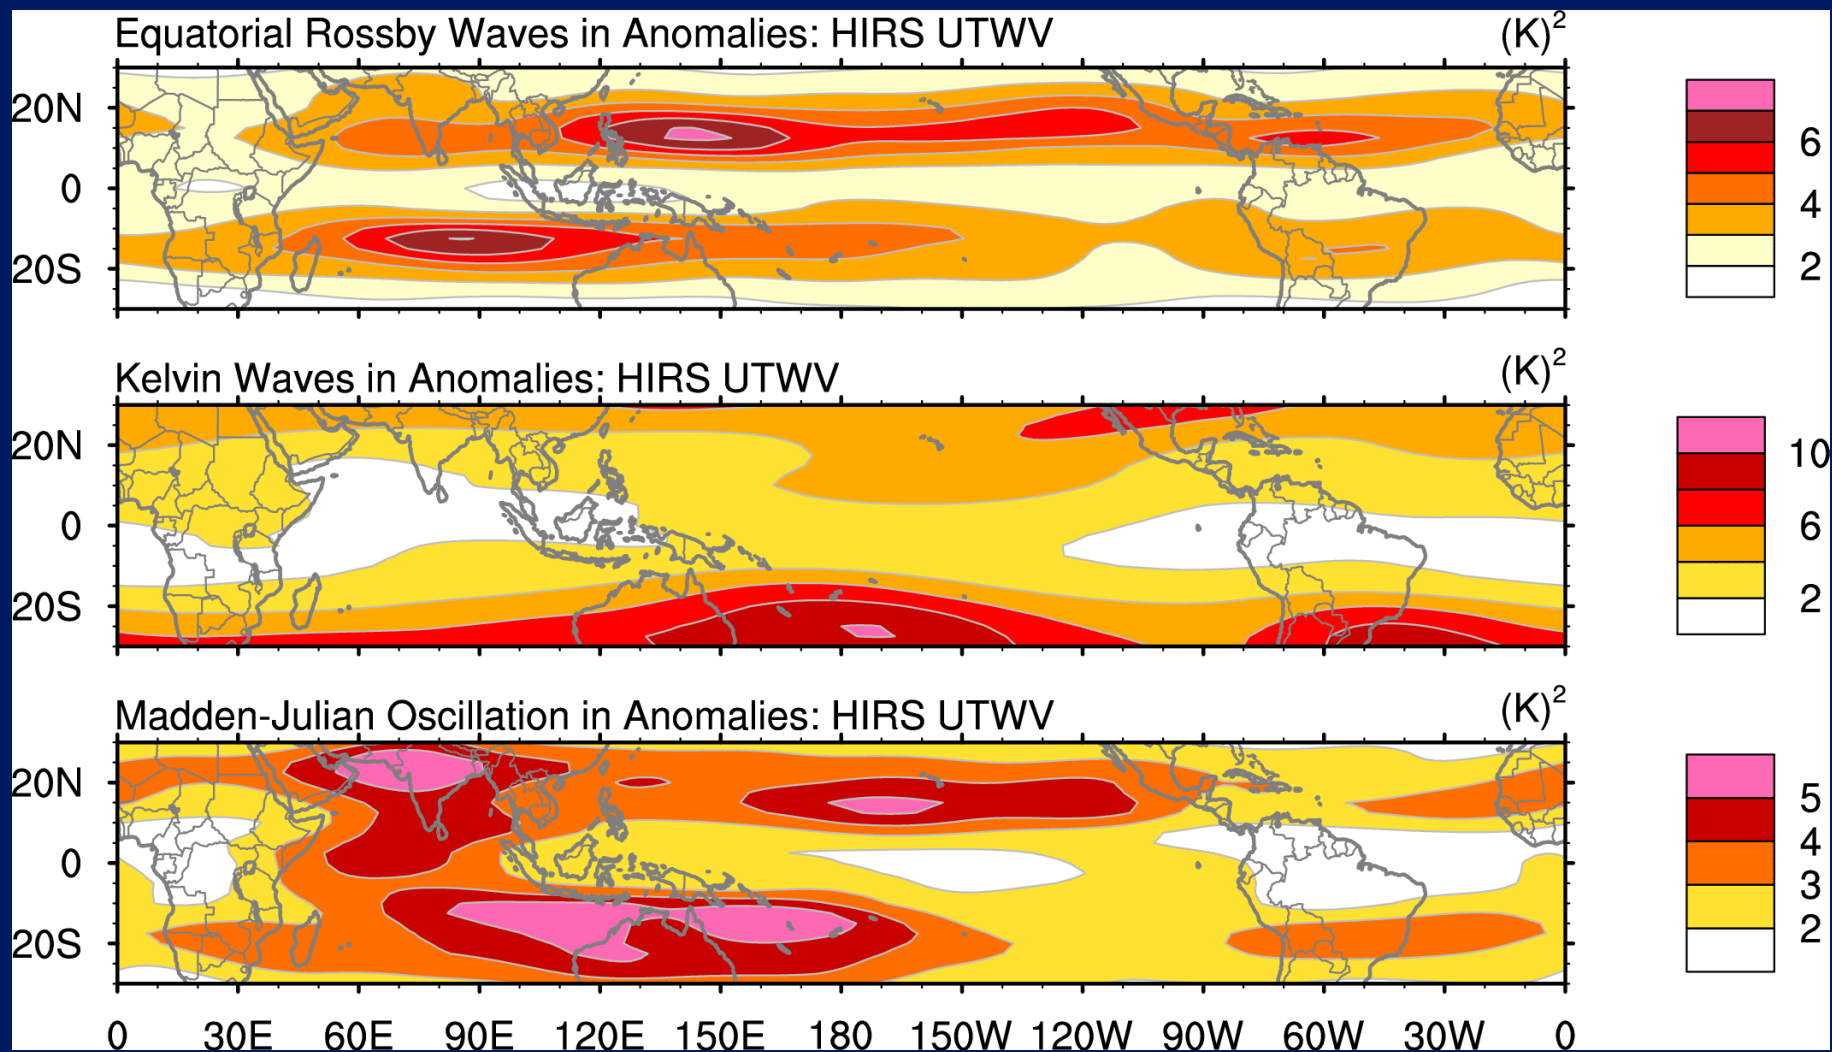 Equatorial Rossby Waves in Anomalies: HIRS UTWV (K)²
20N
0
20S
6
4
2
Kelvin Waves in Anomalies: HIRS UTWV (K)²
20N
0
20S
10
6
2
Madden-Julian Oscillation in Anomalies: HIRS UTWV (K)²
20N
0
20S
5
4
3
2
0 30E 60E 90E 120E 150E 180 150W 120W 90W 60W 30W 0